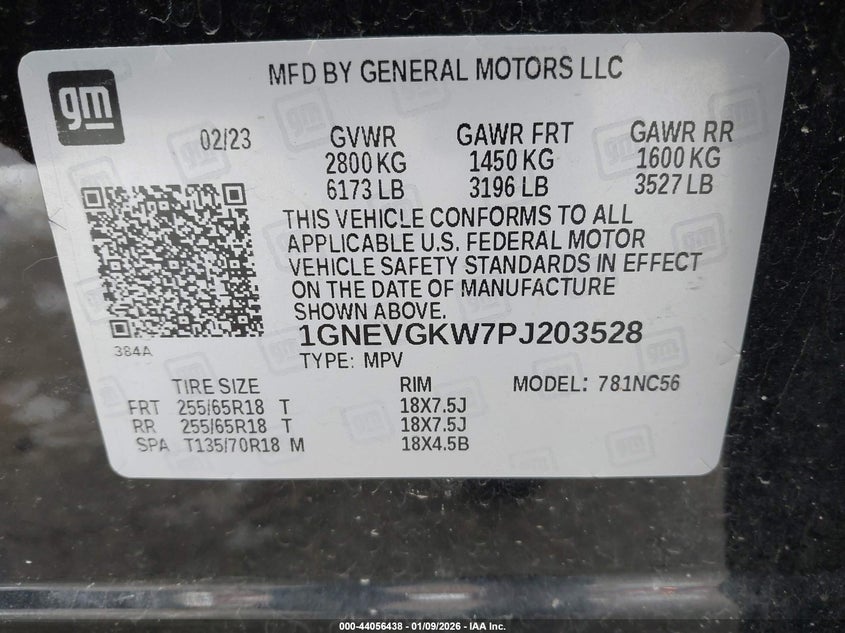 gm
MFD BY GENERAL MOTORS LLC
02/23 GVWR GAWR FRT GAWR RR
2800 KG 1450 KG 1600 KG
6173 LB 3196 LB 3527 LB
THIS VEHICLE CONFORMS TO ALL
APPLICABLE U.S. FEDERAL MOTOR
VEHICLE SAFETY STANDARDS IN EFFECT
ON THE DATE OF MANUFACTURE
SHOWN ABOVE.
1GNEVGKW7PJ203528
384A
TYPE: MPV
TIRE SIZE RIM MODEL: 781NC56
FRT 255/65R18 T 18X7.5J
RR 255/65R18 T 18X7.5J
SPA T135/70R18 M 18X4.5B
000-44056438 - 01/09/2026 - IAA Inc.